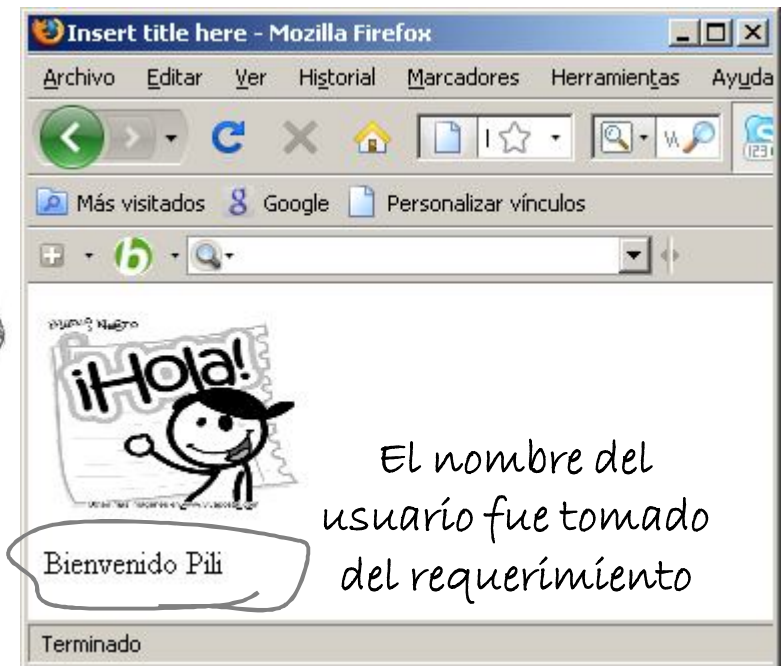 Insert title here - Mozilla Firefox
Archivo Editar Ver Historial Marcadores Herramientas Ayuda
Más visitados Google Personalizar vínculos
¡Hola!
El nombre del
usuario fue tomado
del requerimiento
Bienvenido Pili
Terminado